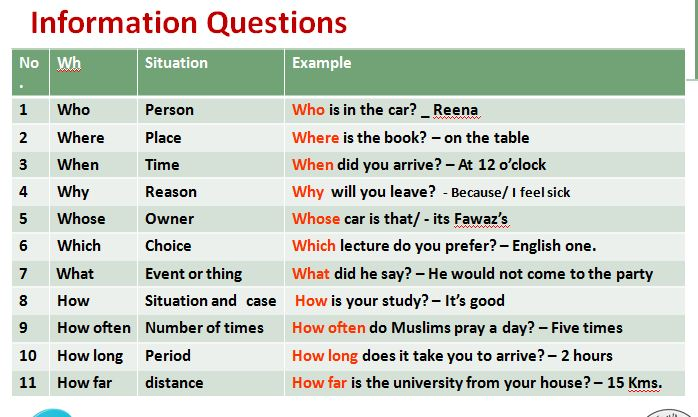 Information Questions
No Wh Situation Example
.
1 Who Person Who is in the car? _ Reena
2 Where Place Where is the book? – on the table
3 When Time When did you arrive? – At 12 o’clock
4 Why Reason Why will you leave? - Because/ I feel sick
5 Whose Owner Whose car is that/ - its Fawaz’s
6 Which Choice Which lecture do you prefer? – English one.
7 What Event or thing What did he say? – He would not come to the party
8 How Situation and case How is your study? – It’s good
9 How often Number of times How often do Muslims pray a day? – Five times
10 How long Period How long does it take you to arrive? – 2 hours
11 How far distance How far is the university from your house? – 15 Kms.